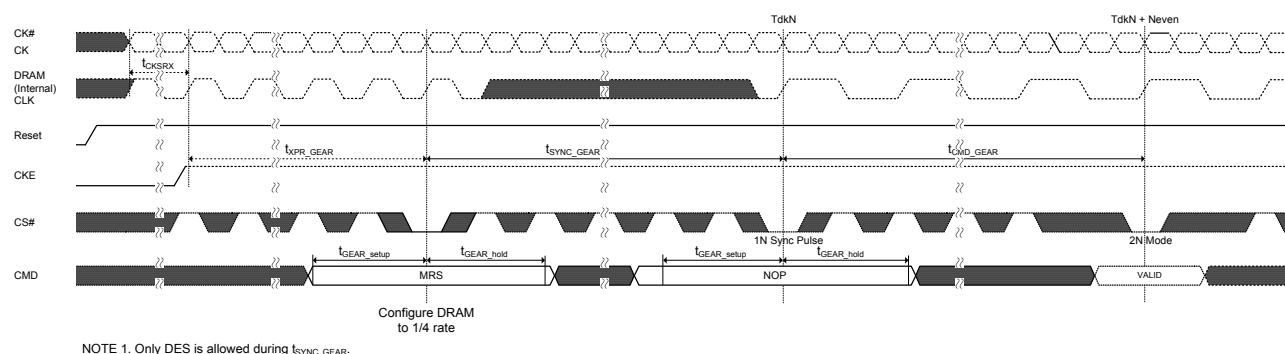 TdkN
TdkN + Neven
CK#
CK
tCKSRX
DRAM
(Internal)
CLK
Reset
tXPR_GEAR
tSYNC_GEAR
tCMD_GEAR
CKE
CS#
1N Sync Pulse
2N Mode
tGEAR_setup
tGEAR_hold
tGEAR_setup
tGEAR_hold
CMD
MRS
NOP
VALID
Configure DRAM
to 1/4 rate
NOTE 1. Only DES is allowed during tSYNC_GEAR.